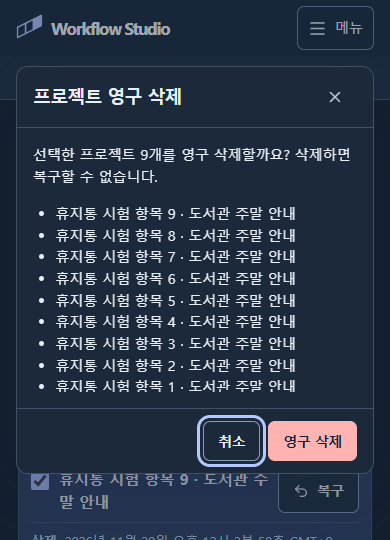 Workflow Studio
메뉴
프로젝트 영구 삭제
선택한 프로젝트 9개를 영구 삭제할까요? 삭제하면
복구할 수 없습니다.
휴지통 시험 항목 9 · 도서관 주말 안내
휴지통 시험 항목 8 · 도서관 주말 안내
휴지통 시험 항목 7 · 도서관 주말 안내
휴지통 시험 항목 6 · 도서관 주말 안내
휴지통 시험 항목 5 · 도서관 주말 안내
휴지통 시험 항목 4 · 도서관 주말 안내
휴지통 시험 항목 3 · 도서관 주말 안내
휴지통 시험 항목 2 · 도서관 주말 안내
휴지통 시험 항목 1 · 도서관 주말 안내
취소
영구 삭제
휴지통 시험 항목 9 · 도서관 주
말 안내
복구